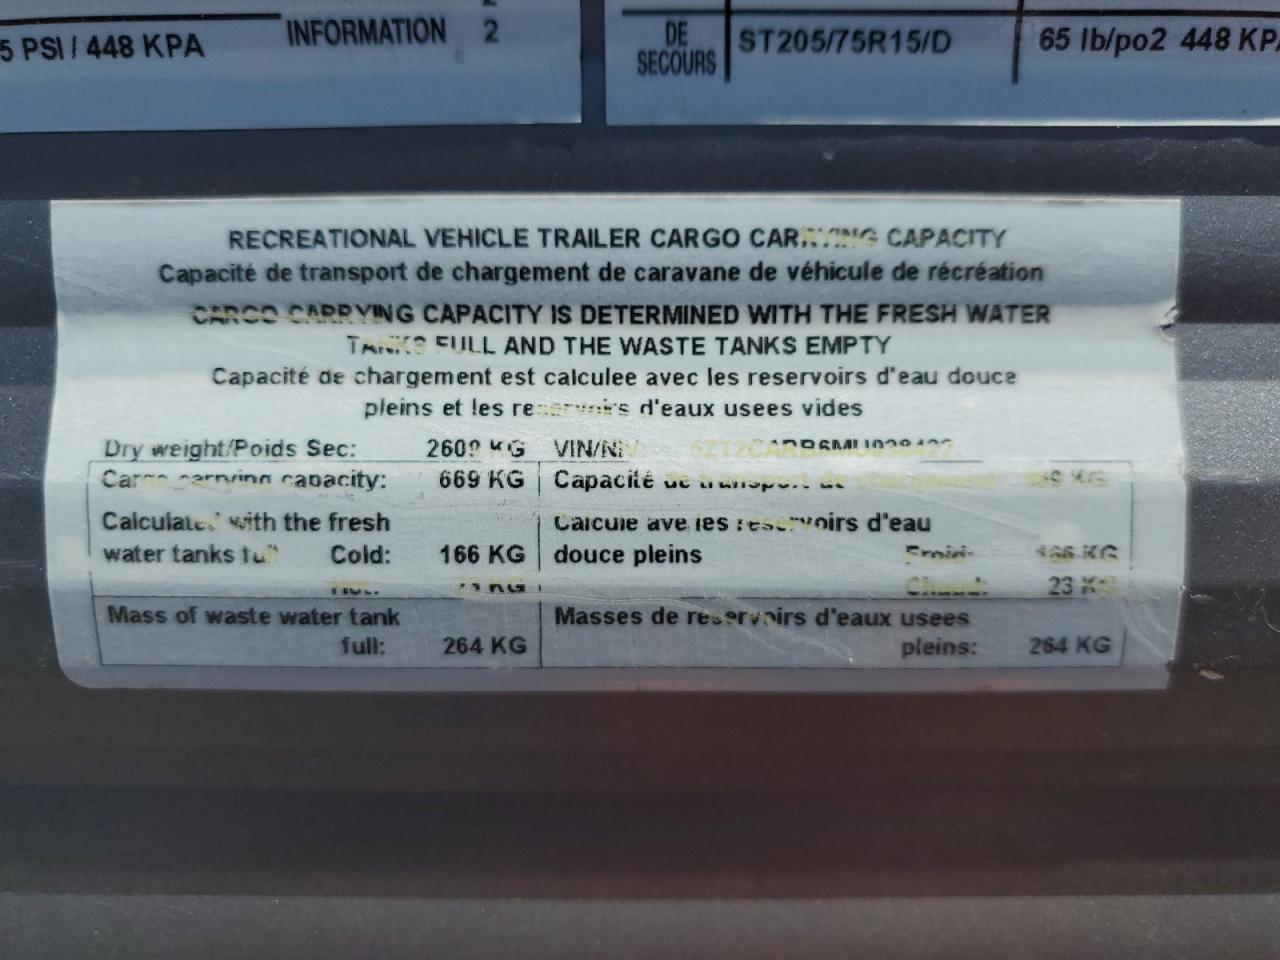 5 PSI / 448 KPA
INFORMATION 2
DE SECOURS ST205/75R15/D 65 lb/po2 448 KPA
RECREATIONAL VEHICLE TRAILER CARGO CARRYING CAPACITY
Capacité de transport de chargement de caravane de véhicule de récréation
CARGO CARRYING CAPACITY IS DETERMINED WITH THE FRESH WATER
TANKS FULL AND THE WASTE TANKS EMPTY
Capacité de chargement est calculee avec les reservoirs d'eau douce
pleins et les reservoirs d'eaux usees vides
Dry weight/Poids Sec: KG VIN/NIV:
Cargo carrying capacity: 669 KG Capacité de transport de chargement KG
Calculated with the fresh Calcule ave les reservoirs d'eau
water tanks full Cold: 166 KG douce pleins Froid: 166 KG
Hot: KG Chaud: 23 KG
Mass of waste water tank Masses de reservoirs d'eaux usees
full: 264 KG pleins: 264 KG